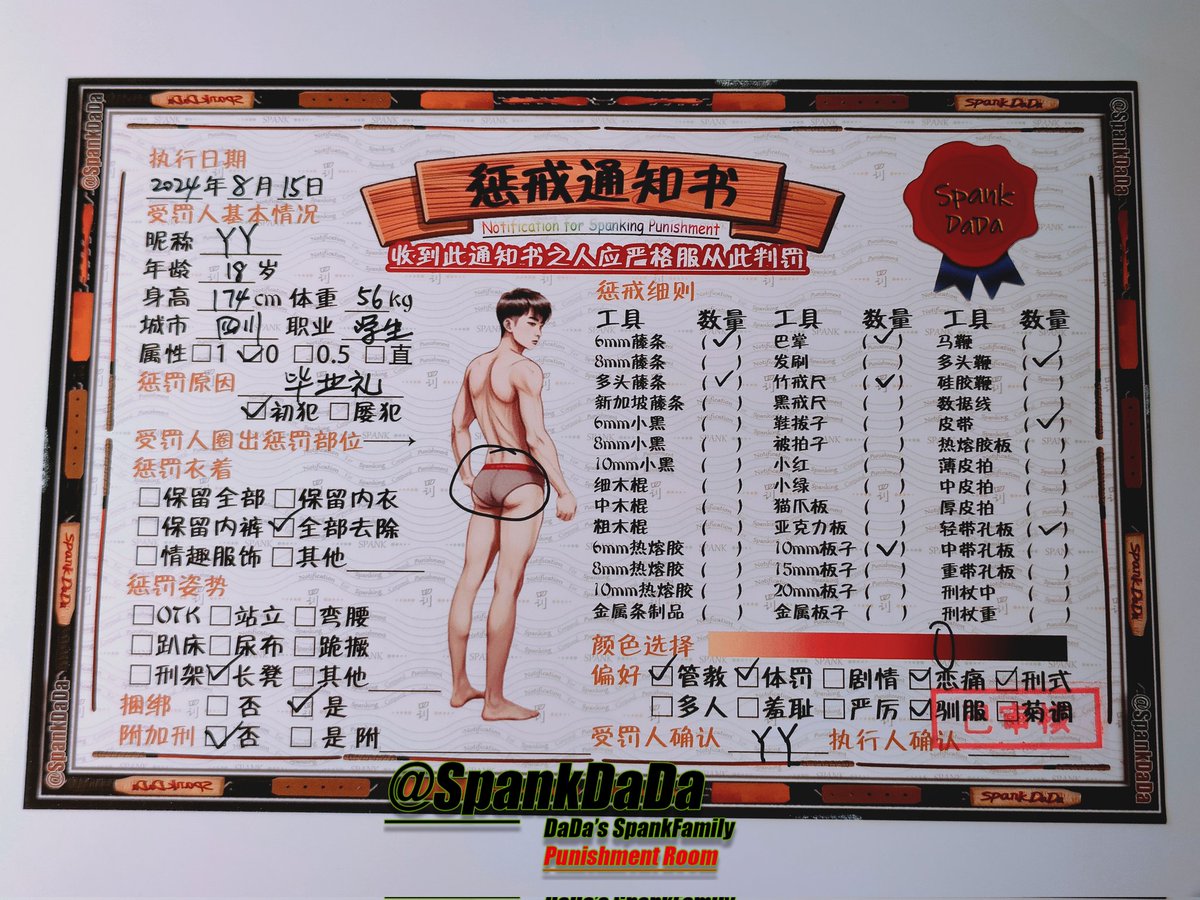 @SpankDaDa
SpankDaDa
SpankDaDa
执行日期
2024年8月15日
受罚人基本情况
昵称 YY
年龄 岁
身高 174cm 体重 56kg
城市 四川 职业 学生
属性□1 ☑0 □0.5 □直
惩罚原因 毕业礼
☑初犯 □屡犯
受罚人圈出惩罚部位
惩罚衣着
□保留全部 □保留内衣
□保留内裤 ☑全部去除
□情趣服饰 □其他
惩罚姿势
□OTK □站立 □弯腰
□趴床 □尿布 □跪撅
□刑架 ☑长凳 □其他
捆绑 □否 ☑是
附加刑 ☑否 □是 附
惩戒通知书
Notification for Spanking Punishment
收到此通知书之人应严格服从此判罚
Spank
DaDa
惩戒细则
工具 数量 工具 数量 工具 数量
6mm藤条 (✓) 巴掌 (✓) 马鞭 ( )
8mm藤条 ( ) 发刷 ( ) 多头鞭 (✓)
多头藤条 (✓) 竹戒尺 (✓) 硅胶鞭 ( )
新加坡藤条 ( ) 黑戒尺 ( ) 数据线 ( )
6mm小黑 ( ) 鞋拔子 ( ) 皮带 (✓)
8mm小黑 ( ) 被拍子 ( ) 热熔胶板 ( )
10mm小黑 ( ) 小红 ( ) 薄皮拍 ( )
细木棍 ( ) 小绿 ( ) 中皮拍 ( )
中木棍 ( ) 猫爪板 ( ) 厚皮拍 ( )
粗木棍 ( ) 亚克力板 ( ) 轻带孔板 (✓)
6mm热熔胶 ( ) 10mm板子 (✓) 中带孔板 ( )
8mm热熔胶 ( ) 15mm板子 ( ) 重带孔板 ( )
10mm热熔胶 ( ) 20mm板子 ( ) 刑杖中 ( )
金属条制品 ( ) 金属板子 ( ) 刑杖重 ( )
颜色选择
偏好 ☑管教 ☑体罚 □剧情 ☑恋痛 ☑刑式
□多人 □羞耻 □严厉 ☑驯服 □菊调
已审核
受罚人确认 YY 执行人确认
@SpankDaDa
DaDa's SpankFamily
Punishment Room